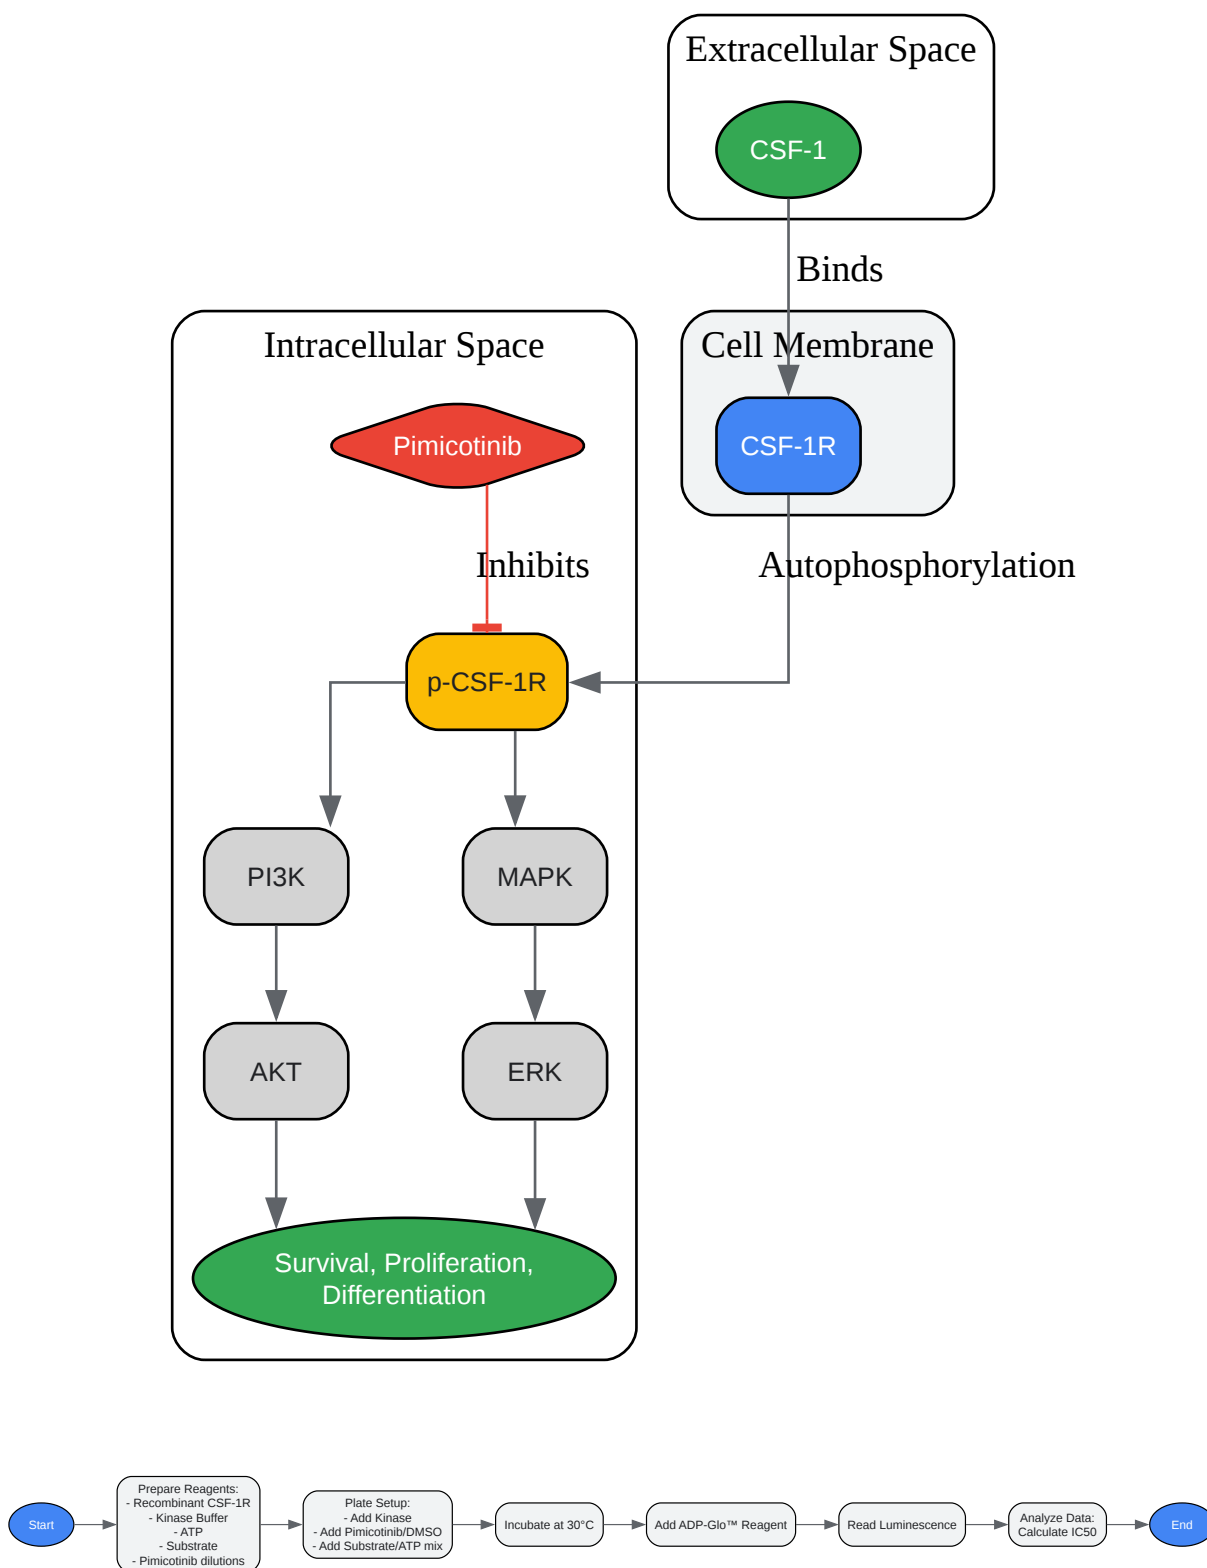 Extracellular Space
CSF-1
Binds
Intracellular Space
Cell Membrane
Pimicotinib
CSF-1R
Inhibits
Autophosphorylation
p-CSF-1R
PI3K
MAPK
AKT
ERK
Survival, Proliferation,
Differentiation
Start
Prepare Reagents:
- Recombinant CSF-1R
- Kinase Buffer
- ATP
- Substrate
- Pimicotinib dilutions
Plate Setup:
- Add Kinase
- Add Pimicotinib/DMSO
- Add Substrate/ATP mix
Incubate at 30°C
Add ADP-Glo™ Reagent
Read Luminescence
Analyze Data:
Calculate IC50
End